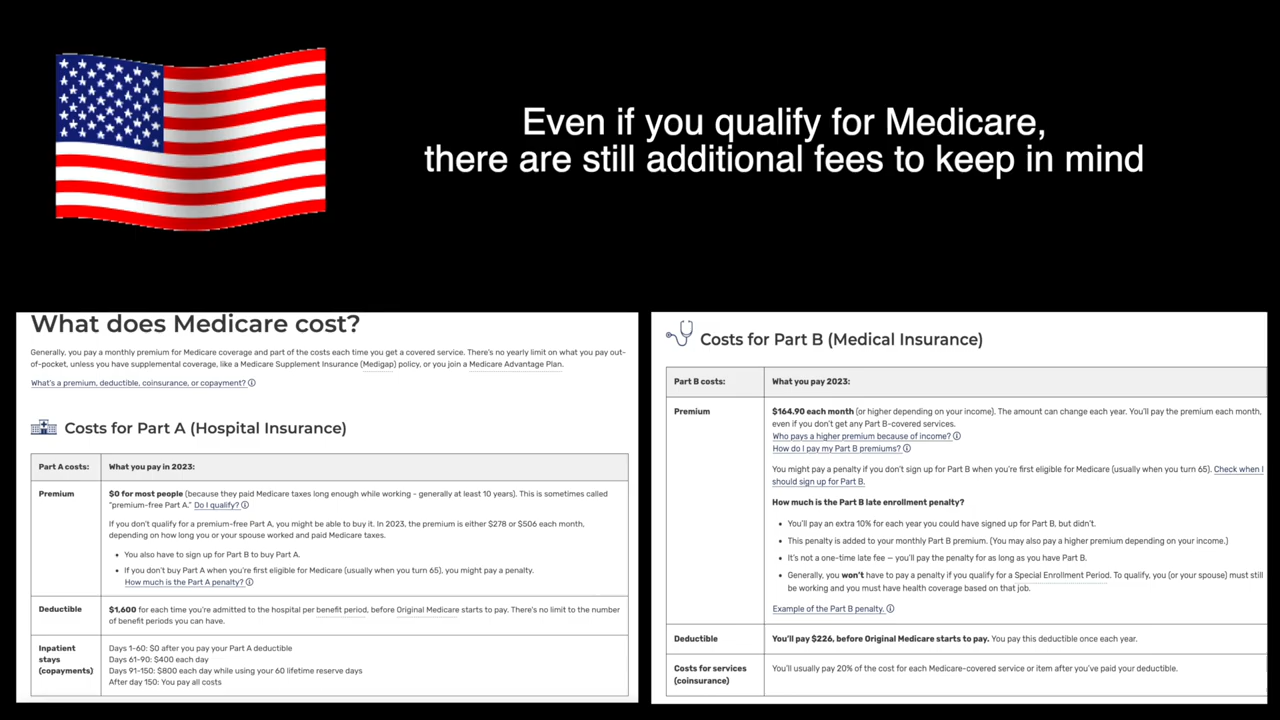 Even if you qualify for Medicare,
there are still additional fees to keep in mind
What does Medicare cost?
Generally, you pay a monthly premium for Medicare coverage and part of the costs each time you get a covered service. There's no yearly limit on what you pay out-
of-pocket, unless you have supplemental coverage, like a Medicare Supplement Insurance (Medigap) policy, or you join a Medicare Advantage Plan.
What's a premium, deductible, coinsurance, or copayment?
Costs for Part A (Hospital Insurance)
Part A costs: What you pay in 2023:
Premium $0 for most people (because they paid Medicare taxes long enough while working - generally at least 10 years). This is sometimes called
"premium-free Part A." Do I qualify?
If you don't qualify for a premium-free Part A, you might be able to buy it. In 2023, the premium is either $278 or $506 each month,
depending on how long you or your spouse worked and paid Medicare taxes.
• You also have to sign up for Part B to buy Part A.
• If you don't buy Part A when you're first eligible for Medicare (usually when you turn 65), you might pay a penalty.
How much is the Part A penalty?
Deductible $1,600 for each time you're admitted to the hospital per benefit period, before Original Medicare starts to pay. There's no limit to the number
of benefit periods you can have.
Inpatient Days 1-60: $0 after you pay your Part A deductible
stays Days 61-90: $400 each day
(copayments) Days 91-150: $800 each day while using your 60 lifetime reserve days
After day 150: You pay all costs
Costs for Part B (Medical Insurance)
Part B costs: What you pay 2023:
Premium $164.90 each month (or higher depending on your income). The amount can change each year. You'll pay the premium each month,
even if you don't get any Part B-covered services.
Who pays a higher premium because of income?
How do I pay my Part B premiums?
You might pay a penalty if you don't sign up for Part B when you're first eligible for Medicare (usually when you turn 65). Check when I
should sign up for Part B.
How much is the Part B late enrollment penalty?
• You'll pay an extra 10% for each year you could have signed up for Part B, but didn't.
• This penalty is added to your monthly Part B premium. (You may also pay a higher premium depending on your income.)
• It's not a one-time late fee — you'll pay the penalty for as long as you have Part B.
• Generally, you won't have to pay a penalty if you qualify for a Special Enrollment Period. To qualify, you (or your spouse) must still
be working and you must have health coverage based on that job.
Example of the Part B penalty.
Deductible You'll pay $226, before Original Medicare starts to pay. You pay this deductible once each year.
Costs for services You'll usually pay 20% of the cost for each Medicare-covered service or item after you've paid your deductible.
(coinsurance)